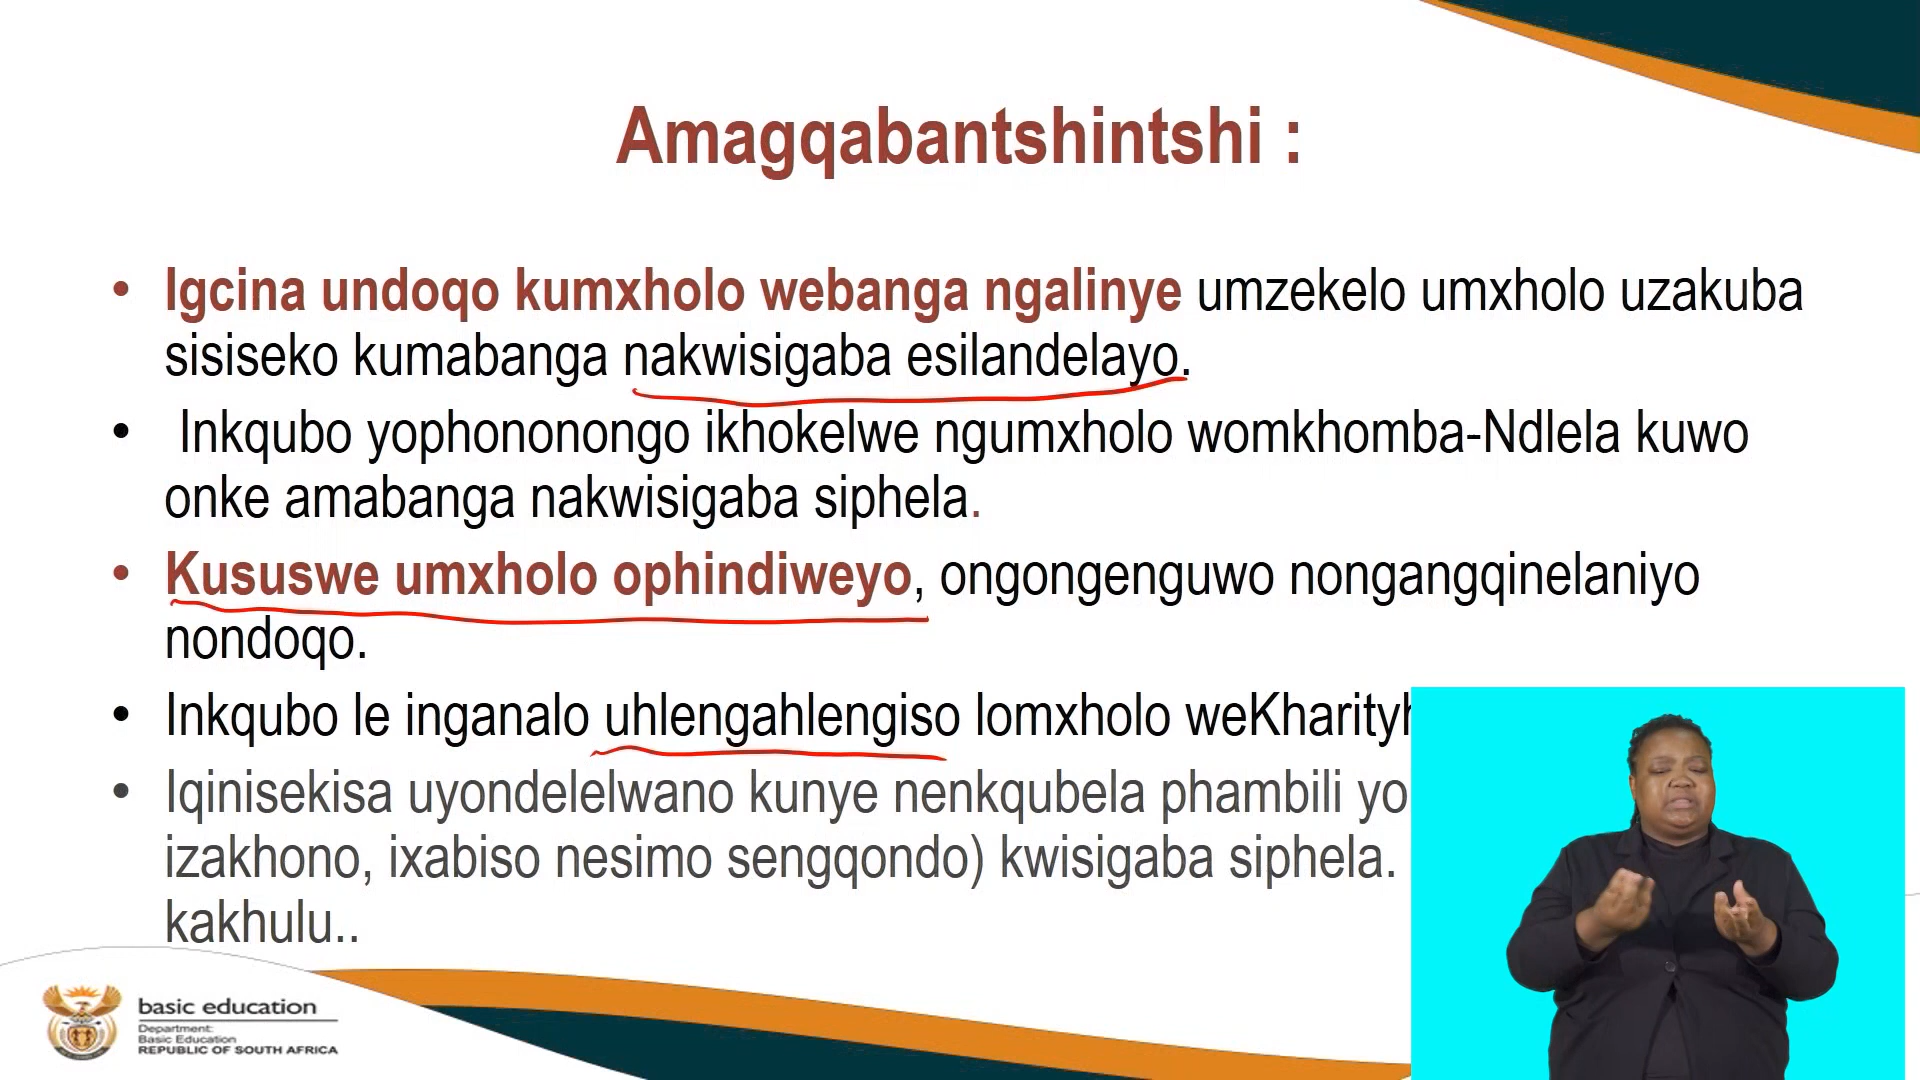 Amagqabantshintshi :
• Igcina undoqo kumxholo webanga ngalinye umzekelo umxholo uzakuba
sisiseko kumabanga nakwisigaba esilandelayo.
• Inkqubo yophononongo ikhokelwe ngumxholo womkhomba-Ndlela kuwo
onke amabanga nakwisigaba siphela.
• Kususwe umxholo ophindiweyo, ongongenguwo nongangqinelaniyo
nondoqo.
• Inkqubo le inganalo uhlengahlengiso lomxholo
• Iqinisekisa uyondelelwano kunye nenkqubela phambili yo
izakhono, ixabiso nesimo sengqondo) kwisigaba siphela.
kakhulu..
basic education
Department:
Basic Education
REPUBLIC OF SOUTH AFRICA